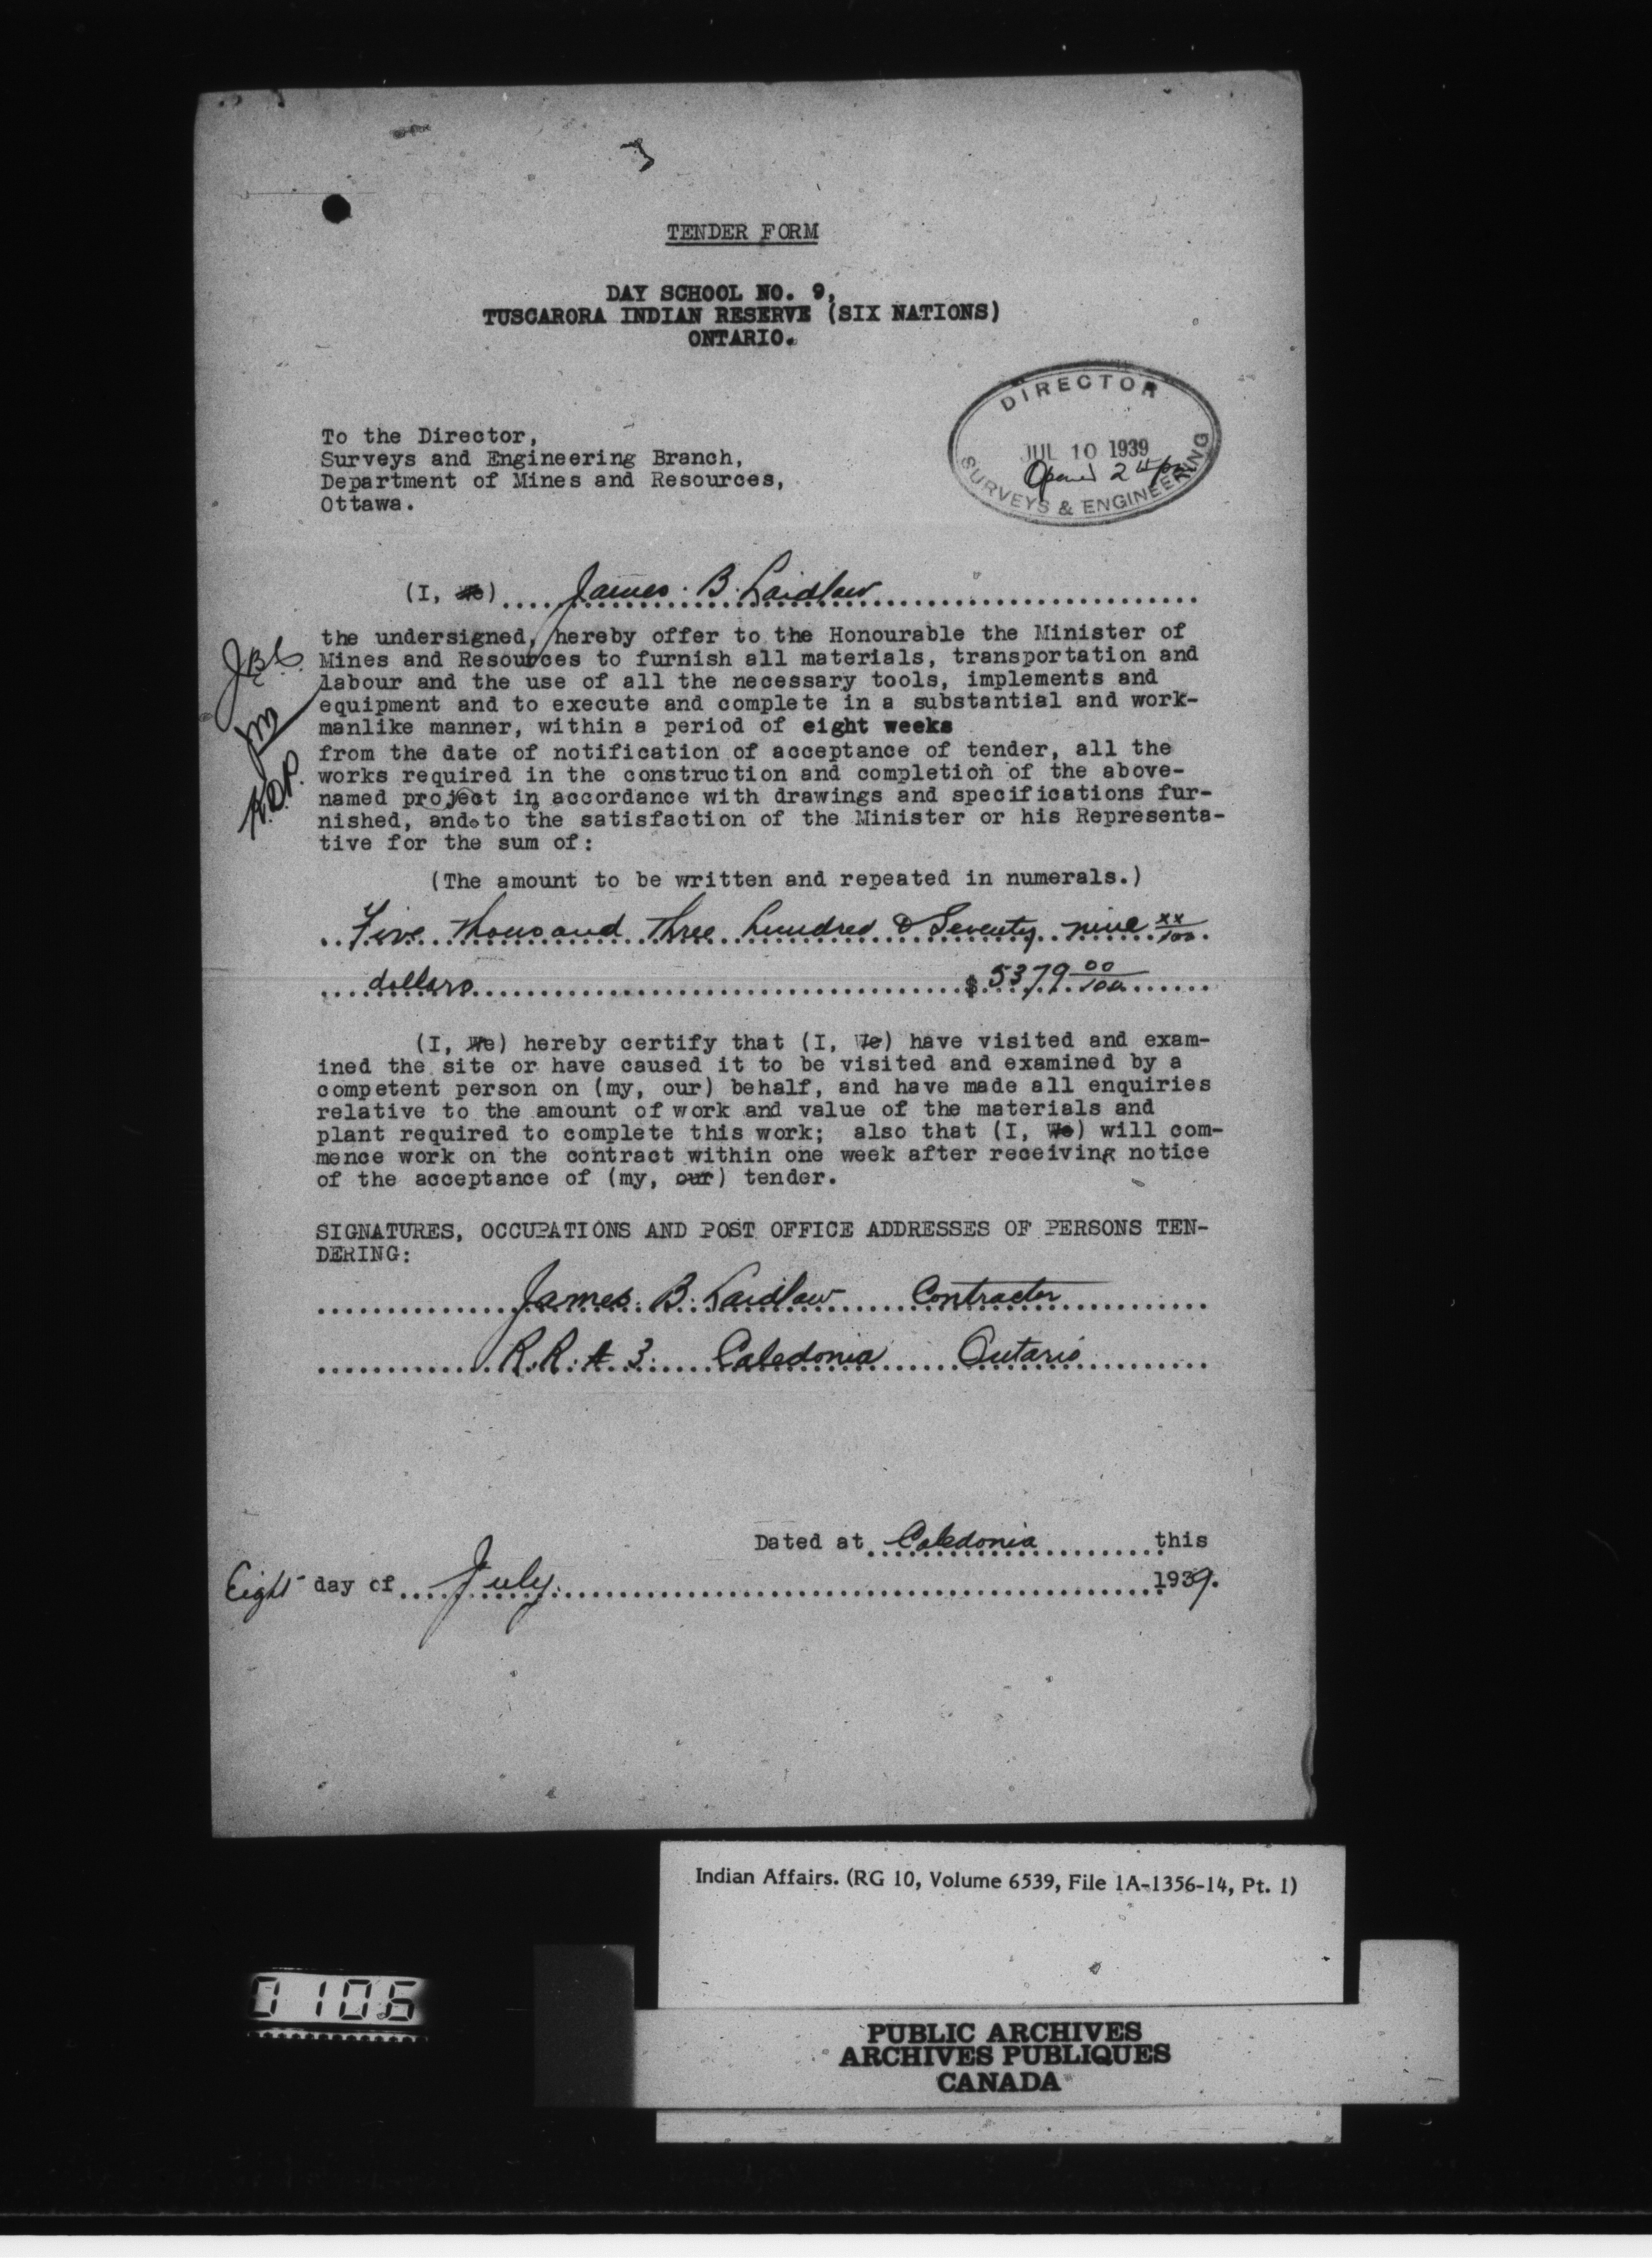 3
TENDER FORM
DAY SCHOOL NO. 9,
TUSCARORA INDIAN RESERVE (SIX NATIONS)
ONTARIO.
DIRECTOR
JUL 10 1939
Opened 2
SURVEYS & ENGINEERING
To the Director,
Surveys and Engineering Branch,
Department of Mines and Resources,
Ottawa.
(I, We) James B. Laidlaw
the undersigned, hereby offer to the Honourable the Minister of
Mines and Resources to furnish all materials, transportation and
labour and the use of all the necessary tools, implements and
equipment and to execute and complete in a substantial and work-
manlike manner, within a period of eight weeks
from the date of notification of acceptance of tender, all the
works required in the construction and completion of the above-
named project in accordance with drawings and specifications fur-
nished, and to the satisfaction of the Minister or his Representa-
tive for the sum of:
JBL
(The amount to be written and repeated in numerals.)
Five Thousand Three hundred & Seventy nine xx/100
dollars $ 5379 00/100
(I, We) hereby certify that (I, We) have visited and exam-
ined the site or have caused it to be visited and examined by a
competent person on (my, our) behalf, and have made all enquiries
relative to the amount of work and value of the materials and
plant required to complete this work; also that (I, We) will com-
mence work on the contract within one week after receiving notice
of the acceptance of (my, our) tender.
SIGNATURES, OCCUPATIONS AND POST OFFICE ADDRESSES OF PERSONS TEN-
DERING:
James B. Laidlaw Contractor
R.R. # 3. Caledonia Ontario
Dated at Caledonia this
Eight day of July 1939.
Indian Affairs. (RG 10, Volume 6539, File 1A-1356-14, Pt. 1)
0106
PUBLIC ARCHIVES
ARCHIVES PUBLIQUES
CANADA